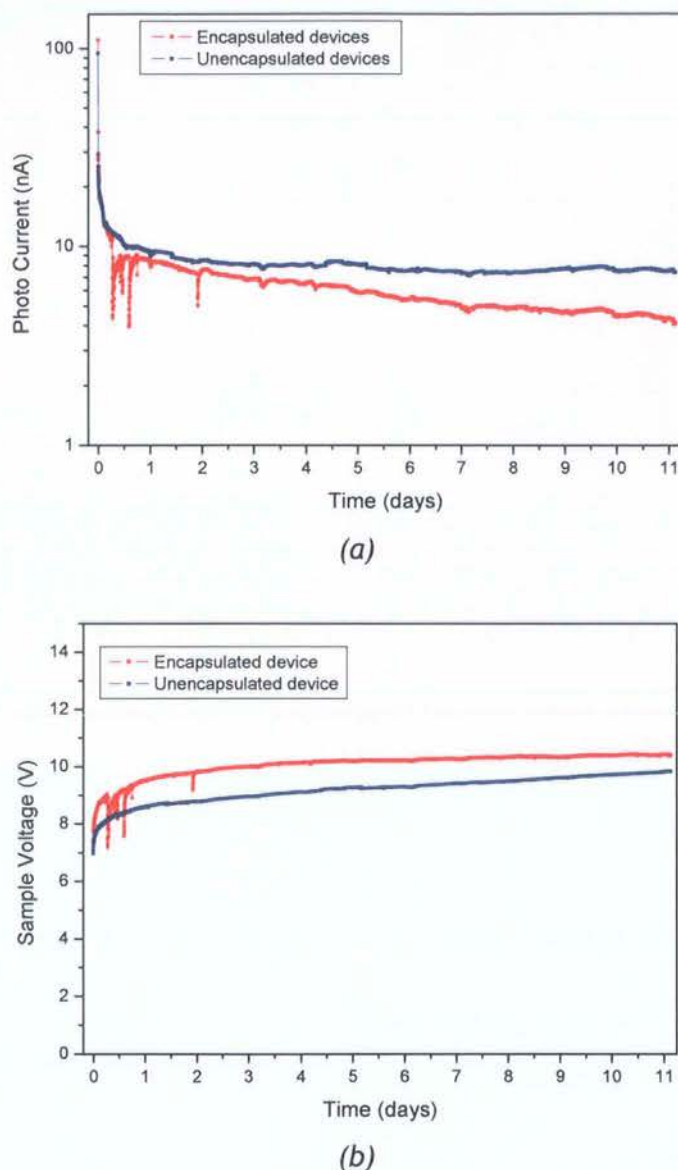 Encapsulated devices
Unencapsulated devices
100
10
1
Photo Current (nA)
0 1 2 3 4 5 6 7 8 9 10 11
Time (days)
(a)
Encapsulated device
Unencapsulated device
14
12
10
8
6
4
2
0
Sample Voltage (V)
0 1 2 3 4 5 6 7 8 9 10 11
Time (days)
(b)